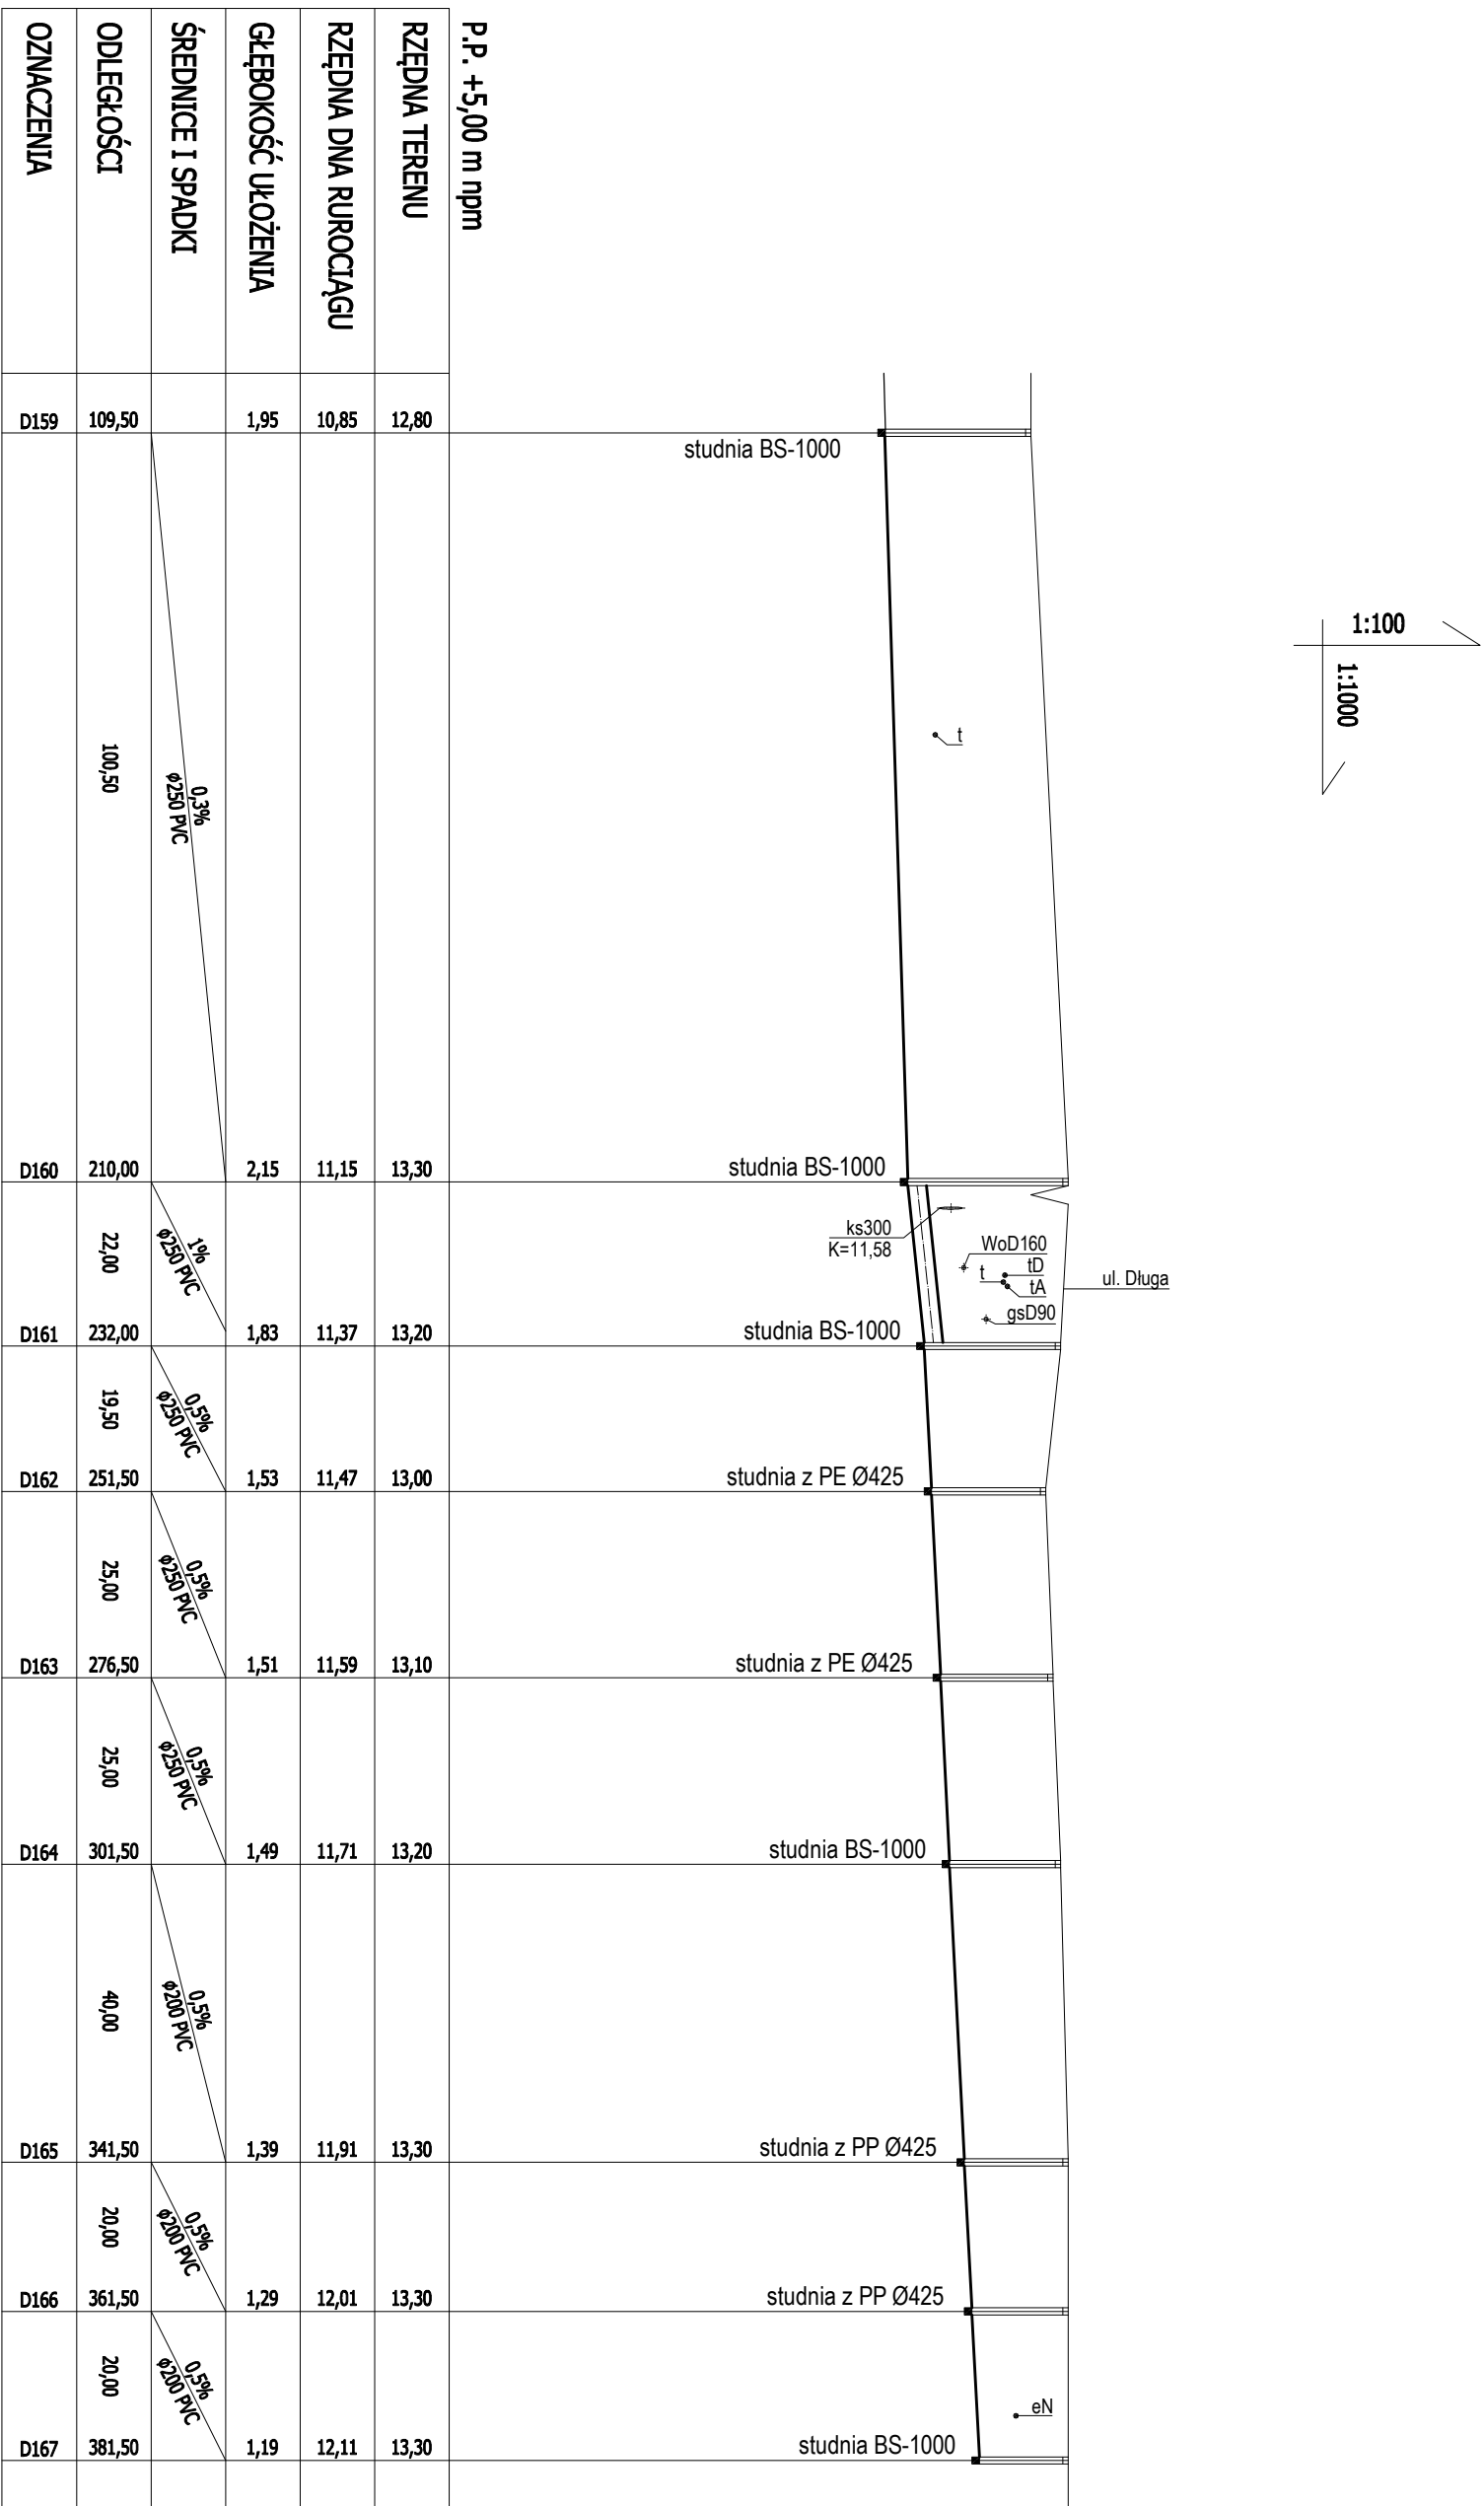 1:100
1:1000
t
ul. Długa
WoD160
tD
t
tA
gsD90
ks300
K=11,58
eN
studnia BS-1000
studnia BS-1000
studnia BS-1000
studnia z PE Ø425
studnia z PE Ø425
studnia BS-1000
studnia z PP Ø425
studnia z PP Ø425
studnia BS-1000
P.P. +5,00 m npm
RZĘDNA TERENU
12,80
13,30
13,20
13,00
13,10
13,20
13,30
13,30
13,30
RZĘDNA DNA RUROCIĄGU
10,85
11,15
11,37
11,47
11,59
11,71
11,91
12,01
12,11
GŁĘBOKOŚĆ UŁOŻENIA
1,95
2,15
1,83
1,53
1,51
1,49
1,39
1,29
1,19
ŚREDNICE I SPADKI
0,3%
ϕ250 PVC
1%
ϕ250 PVC
0,5%
ϕ250 PVC
0,5%
ϕ250 PVC
0,5%
ϕ250 PVC
0,5%
ϕ200 PVC
0,5%
ϕ200 PVC
0,5%
ϕ200 PVC
ODLEGŁOŚCI
109,50
100,50
210,00
22,00
232,00
19,50
251,50
25,00
276,50
25,00
301,50
40,00
341,50
20,00
361,50
20,00
381,50
OZNACZENIA
D159
D160
D161
D162
D163
D164
D165
D166
D167